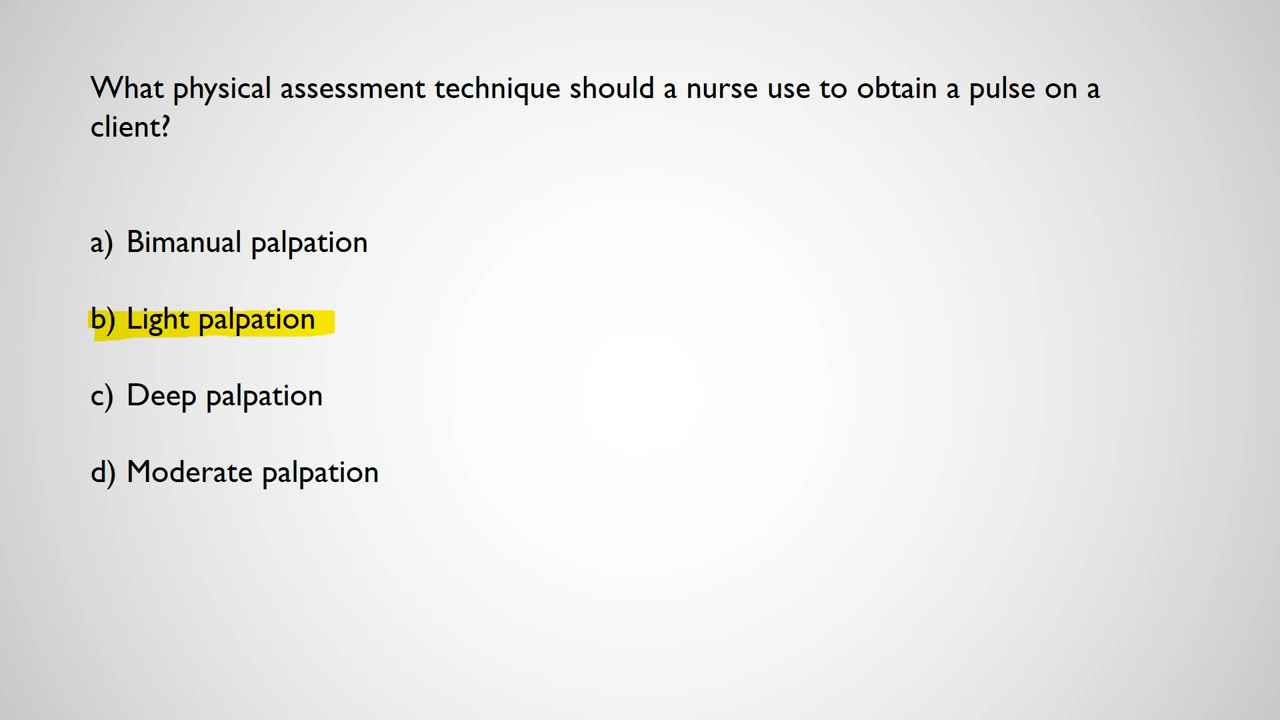 What physical assessment technique should a nurse use to obtain a pulse on a
client?
a) Bimanual palpation
b) Light palpation
c) Deep palpation
d) Moderate palpation